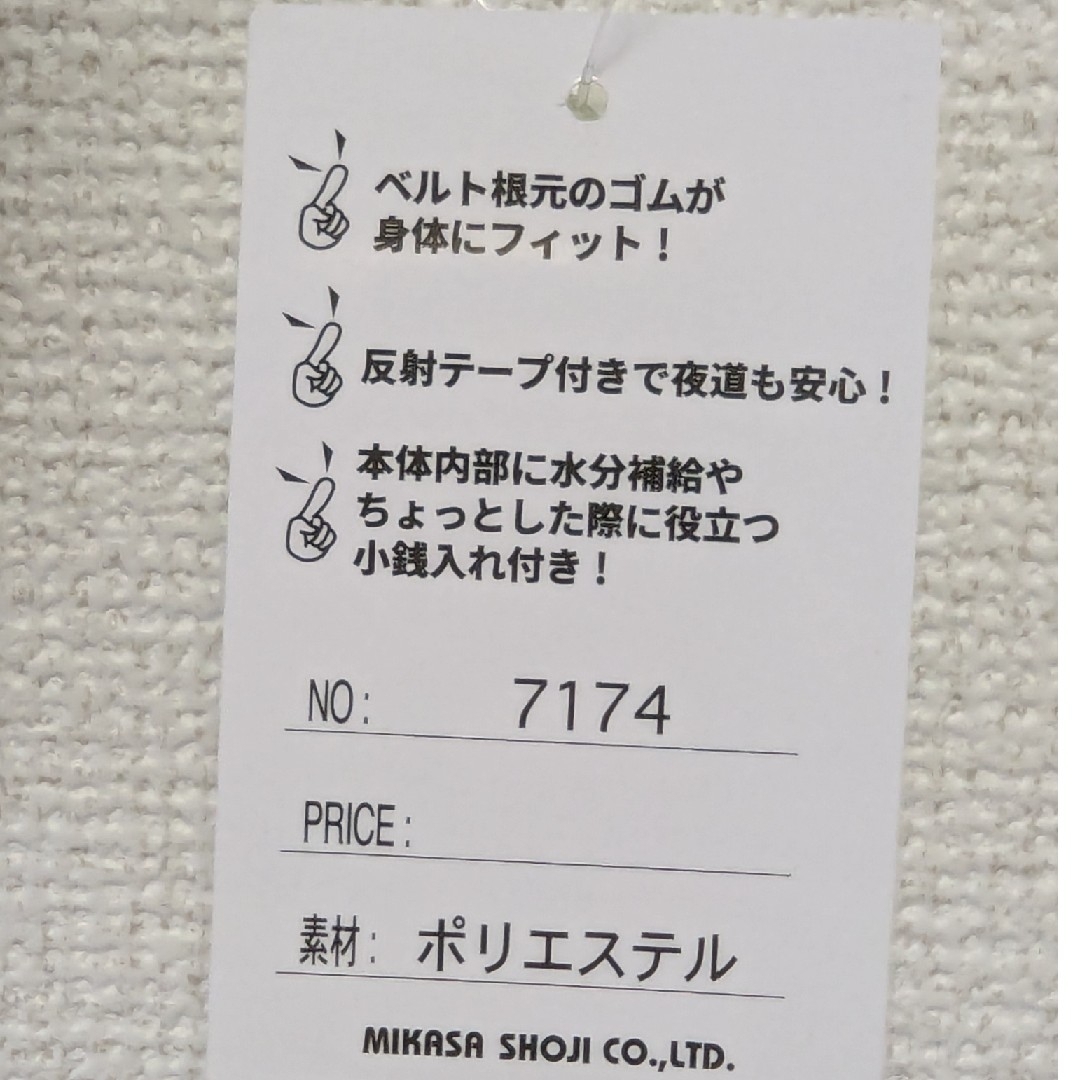 ベルト根元のゴムが
身体にフィット！
反射テープ付きで夜道も安心！
本体内部に水分補給や
ちょっとした際に役立つ
小銭入れ付き！
NO: 7174
PRICE:
素材: ポリエステル
MIKASA SHOJI CO.,LTD.